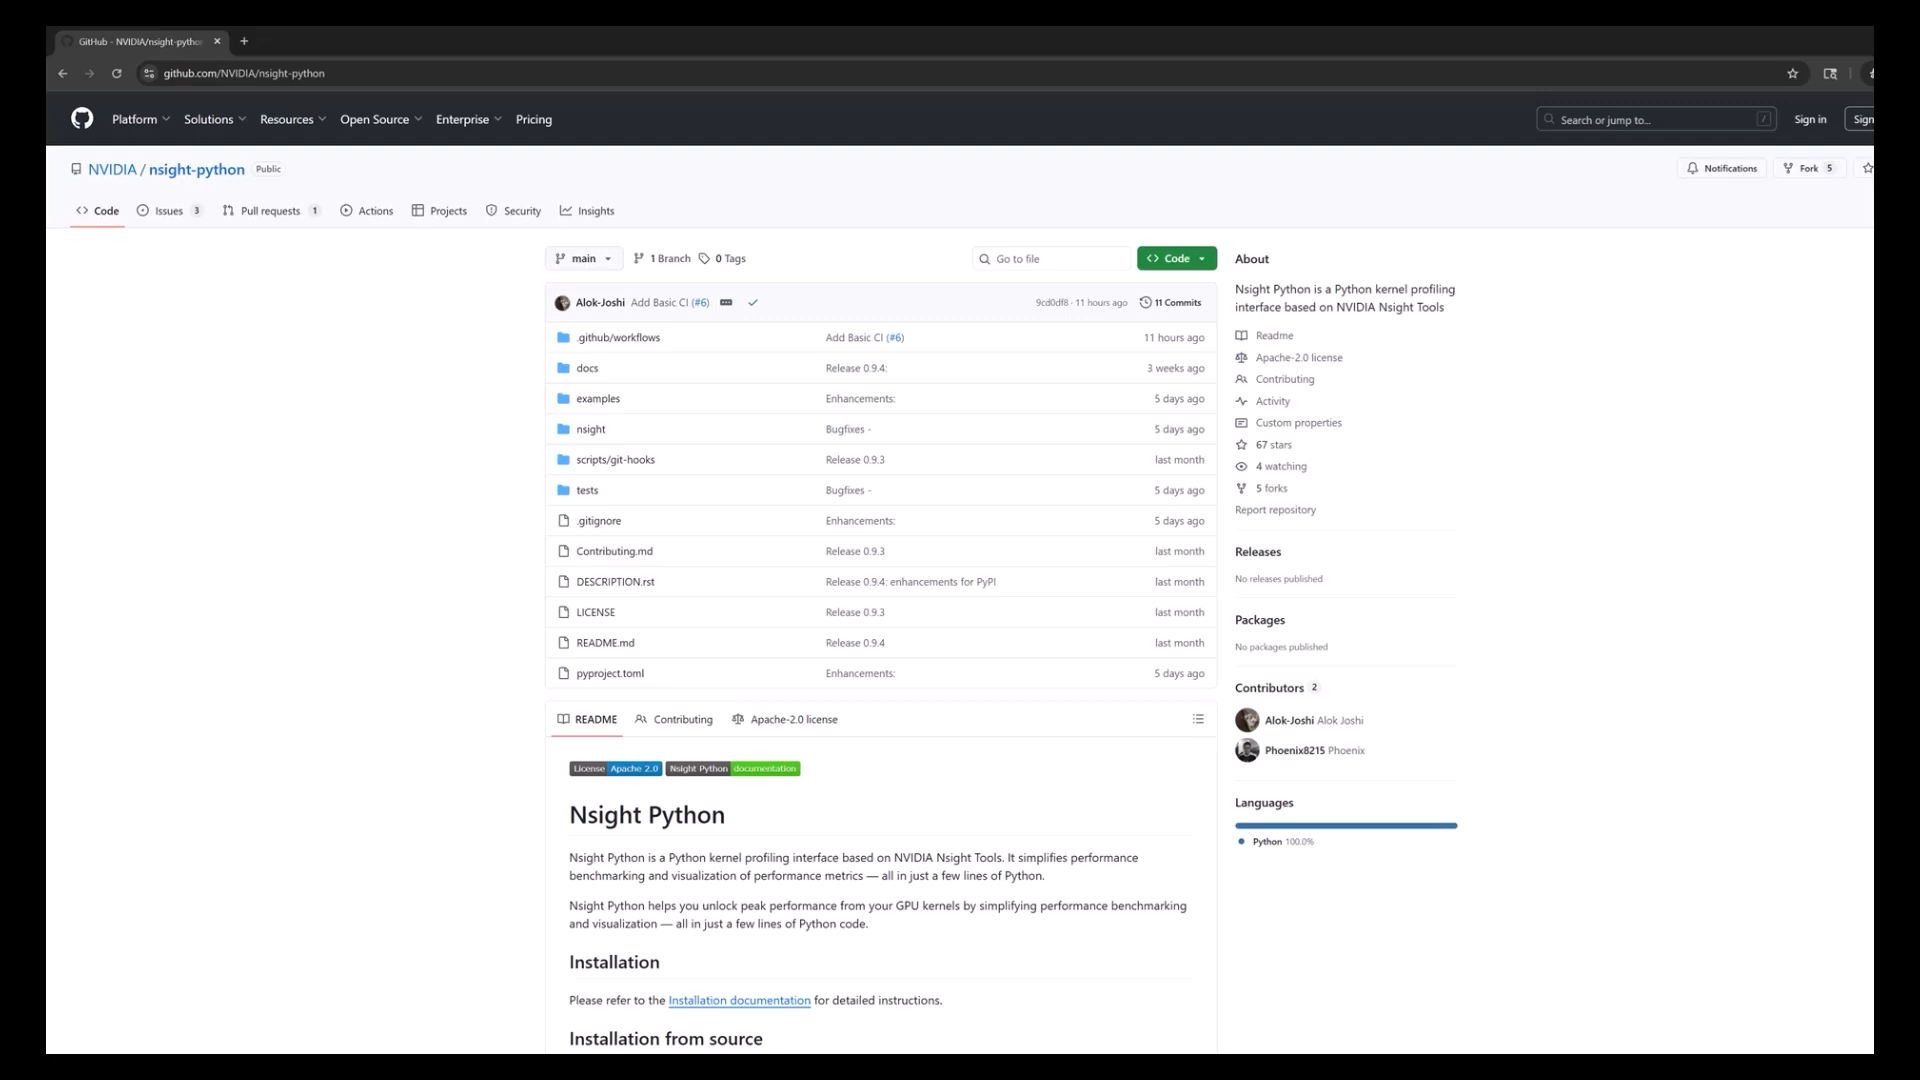 GitHub - NVIDIA/nsight-pytho
github.com/NVIDIA/nsight-python
Platform Solutions Resources Open Source Enterprise Pricing
Search or jump to... /
Sign in
Sign
NVIDIA / nsight-python Public
Notifications
Fork 5
Code
Issues 3
Pull requests 1
Actions
Projects
Security
Insights
main
1 Branch
0 Tags
Go to file
Code
Alok-Joshi Add Basic CI (#6)
9cd0df8 · 11 hours ago
11 Commits
.github/workflows Add Basic CI (#6) 11 hours ago
docs Release 0.9.4: 3 weeks ago
examples Enhancements: 5 days ago
nsight Bugfixes - 5 days ago
scripts/git-hooks Release 0.9.3 last month
tests Bugfixes - 5 days ago
.gitignore Enhancements: 5 days ago
Contributing.md Release 0.9.3 last month
DESCRIPTION.rst Release 0.9.4: enhancements for PyPI last month
LICENSE Release 0.9.3 last month
README.md Release 0.9.4 last month
pyproject.toml Enhancements: 5 days ago
README
Contributing
Apache-2.0 license
License Apache 2.0 Nsight Python documentation
Nsight Python
Nsight Python is a Python kernel profiling interface based on NVIDIA Nsight Tools. It simplifies performance
benchmarking and visualization of performance metrics — all in just a few lines of Python.
Nsight Python helps you unlock peak performance from your GPU kernels by simplifying performance benchmarking
and visualization — all in just a few lines of Python code.
Installation
Please refer to the Installation documentation for detailed instructions.
Installation from source
About
Nsight Python is a Python kernel profiling
interface based on NVIDIA Nsight Tools
Readme
Apache-2.0 license
Contributing
Activity
Custom properties
67 stars
4 watching
5 forks
Report repository
Releases
No releases published
Packages
No packages published
Contributors 2
Alok-Joshi Alok Joshi
Phoenix8215 Phoenix
Languages
Python 100.0%